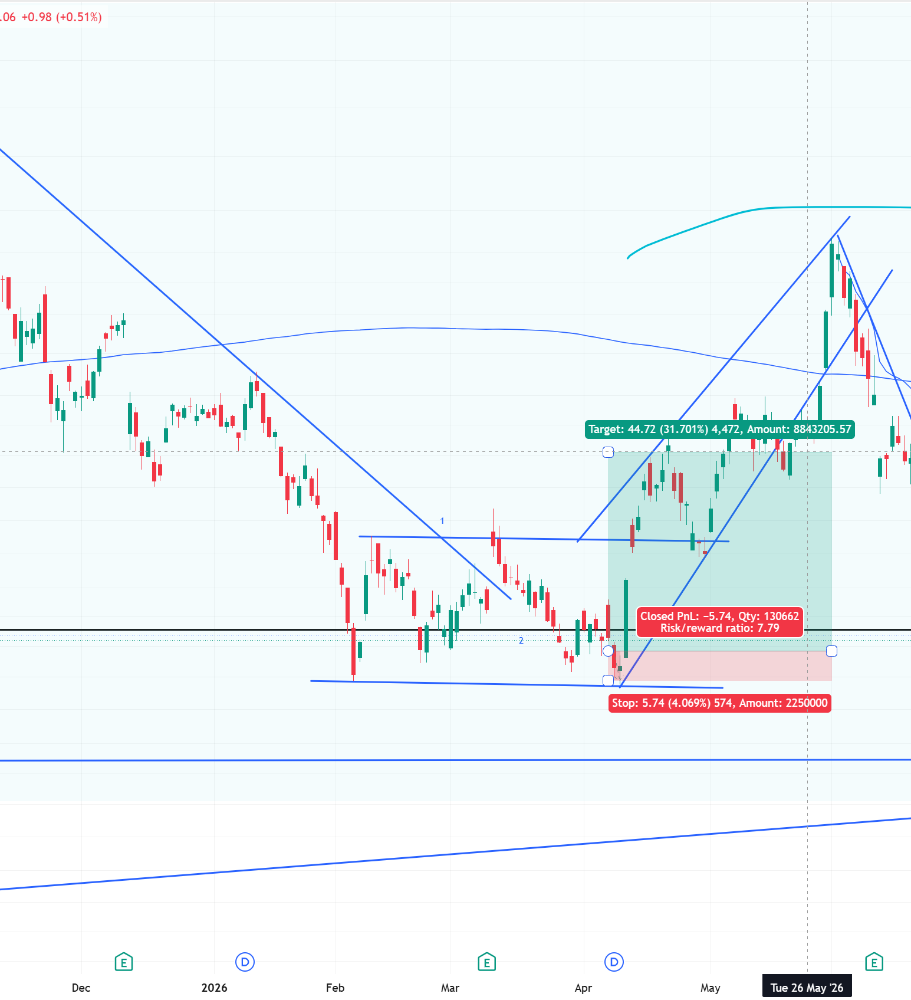 .06 +0.98 (+0.51%)
Target: 44.72 (31.701%) 4,472, Amount: 8843205.57
1
Closed PnL: −5.74, Qty: 130662
Risk/reward ratio: 7.79
2
Stop: 5.74 (4.069%) 574, Amount: 2250000
E D E D E
Dec 2026 Feb Mar Apr May Tue 26 May '26